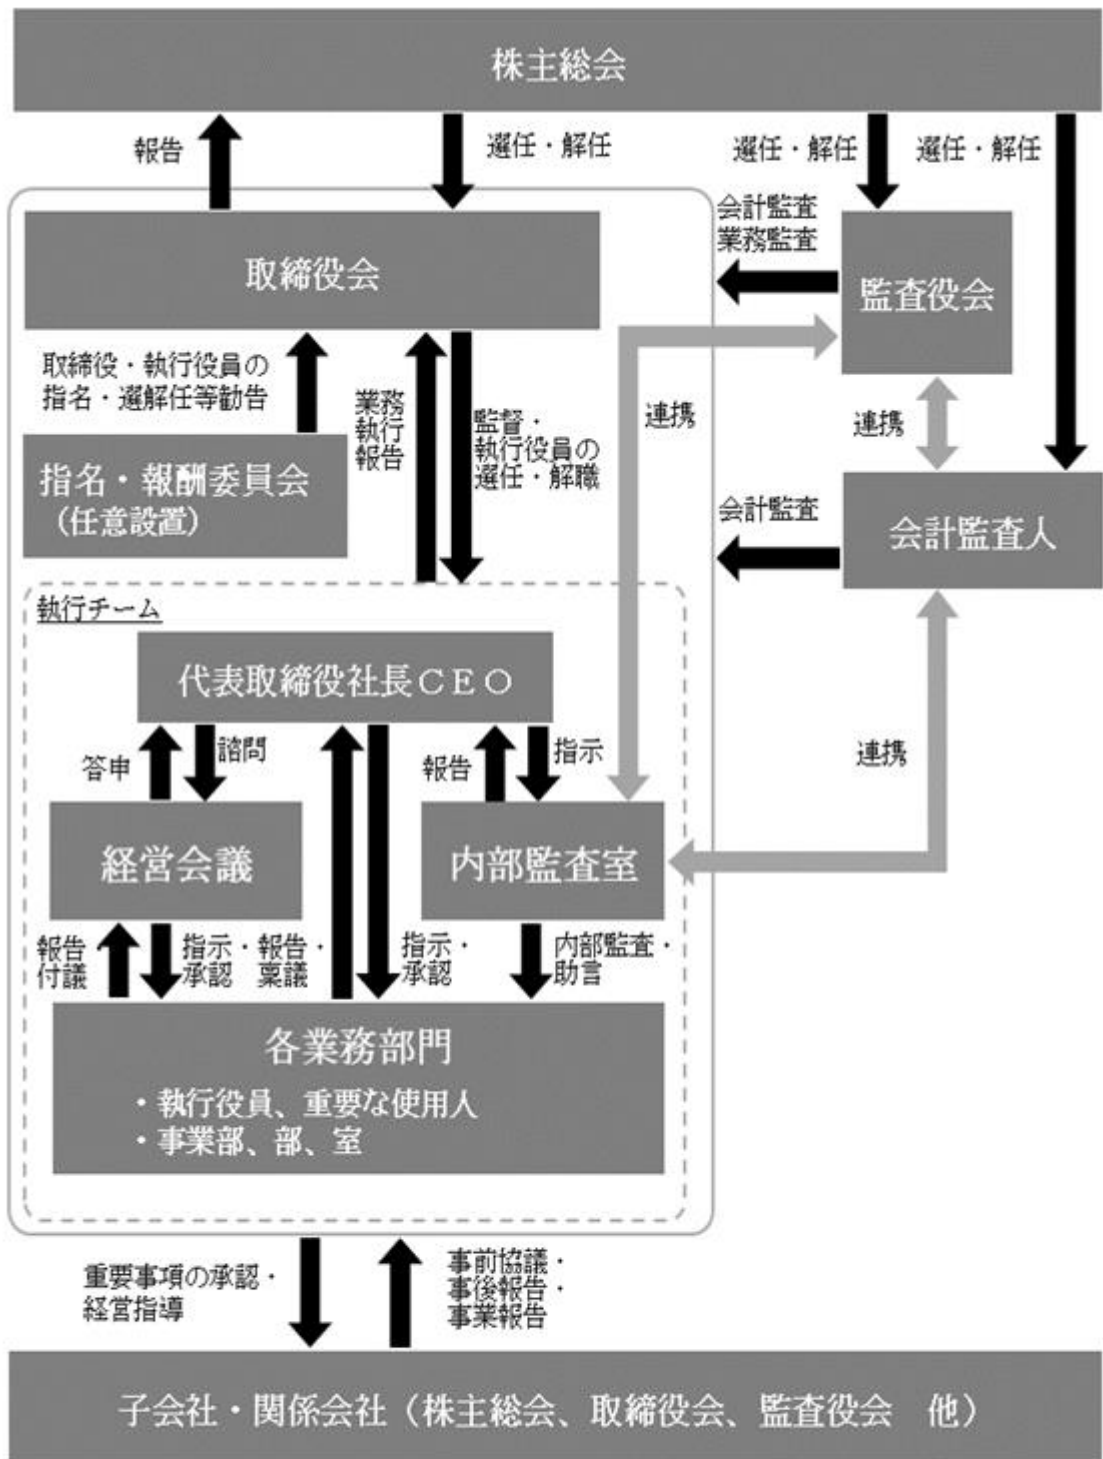 株主総会
報告
選任・解任
選任・解任
選任・解任
取締役会
会計監査
業務監査
監査役会
取締役・執行役員の
指名・選解任等勧告
業務
執行
報告
監督・
執行役員の
選任・解職
連携
連携
指名・報酬委員会
（任意設置）
会計監査
会計監査人
執行チーム
代表取締役社長ＣＥＯ
答申
諮問
報告
指示
連携
経営会議
内部監査室
報告・
付議
指示・
承認
報告・
稟議
指示・
承認
内部監査・
助言
各業務部門
・執行役員、重要な使用人
・事業部、部、室
重要事項の承認・
経営指導
事前協議・
事後報告・
事業報告
子会社・関係会社（株主総会、取締役会、監査役会　他）